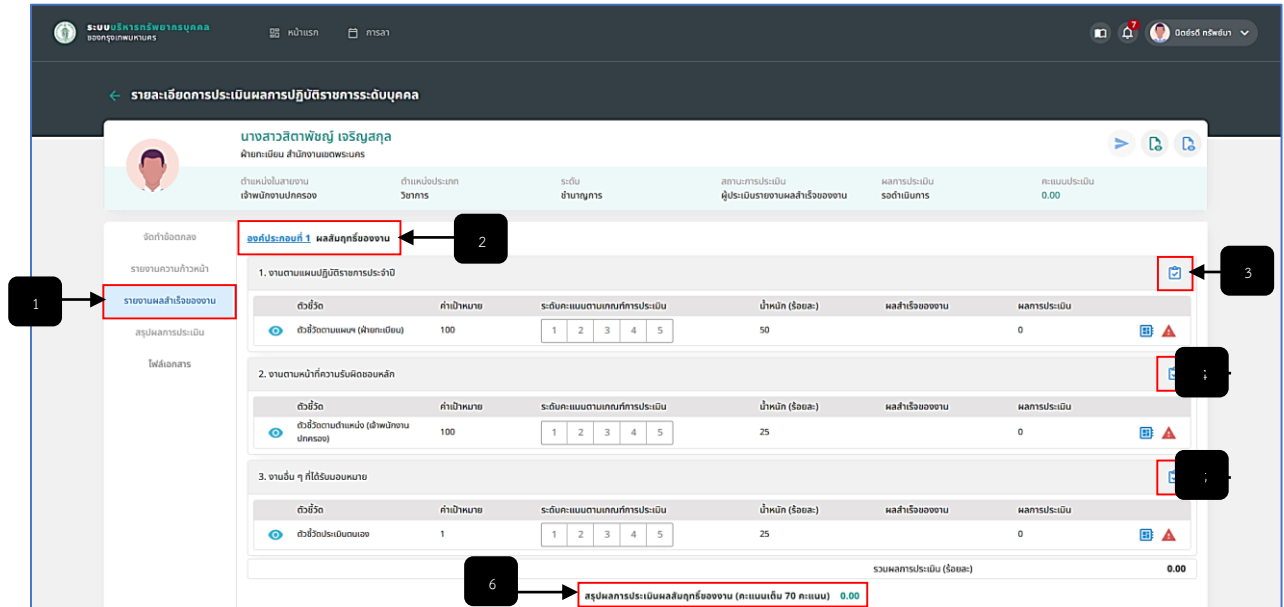 ระบบบริหารทรัพยากรบุคคล
ของกรุงเทพมหานคร
หน้าแรก
การลา
7
นิตย์รดี ทรัพย์มา
รายละเอียดการประเมินผลการปฏิบัติราชการระดับบุคคล
นางสาวสิตาพัชญ์ เจริญสกุล
ฝ่ายทะเบียน สำนักงานเขตพระนคร
ตำแหน่งในสายงาน ตำแหน่งประเภท ระดับ สถานะการประเมิน ผลการประเมิน คะแนนประเมิน
เจ้าพนักงานปกครอง วิชาการ ชำนาญการ ผู้ประเมินรายงานผลสำเร็จของงาน รอดำเนินการ 0.00
จัดทำข้อตกลง
รายงานความก้าวหน้า
1
รายงานผลสำเร็จของงาน
สรุปผลการประเมิน
ไฟล์เอกสาร
องค์ประกอบที่ 1 ผลสัมฤทธิ์ของงาน
2
1. งานตามแผนปฏิบัติราชการประจำปี
3
ตัวชี้วัด ค่าเป้าหมาย ระดับคะแนนตามเกณฑ์การประเมิน น้ำหนัก (ร้อยละ) ผลสำเร็จของงาน ผลการประเมิน
ตัวชี้วัดตามแผนฯ (ฝ่ายทะเบียน) 100 1 2 3 4 5 50 0
2. งานตามหน้าที่ความรับผิดชอบหลัก
ตัวชี้วัด ค่าเป้าหมาย ระดับคะแนนตามเกณฑ์การประเมิน น้ำหนัก (ร้อยละ) ผลสำเร็จของงาน ผลการประเมิน
ตัวชี้วัดตามตำแหน่ง (เจ้าพนักงาน
ปกครอง) 100 1 2 3 4 5 25 0
3. งานอื่น ๆ ที่ได้รับมอบหมาย
ตัวชี้วัด ค่าเป้าหมาย ระดับคะแนนตามเกณฑ์การประเมิน น้ำหนัก (ร้อยละ) ผลสำเร็จของงาน ผลการประเมิน
ตัวชี้วัดประเมินตนเอง 1 1 2 3 4 5 25 0
รวมผลการประเมิน (ร้อยละ) 0.00
6
สรุปผลการประเมินผลสัมฤทธิ์ของงาน (คะแนนเต็ม 70 คะแนน) 0.00